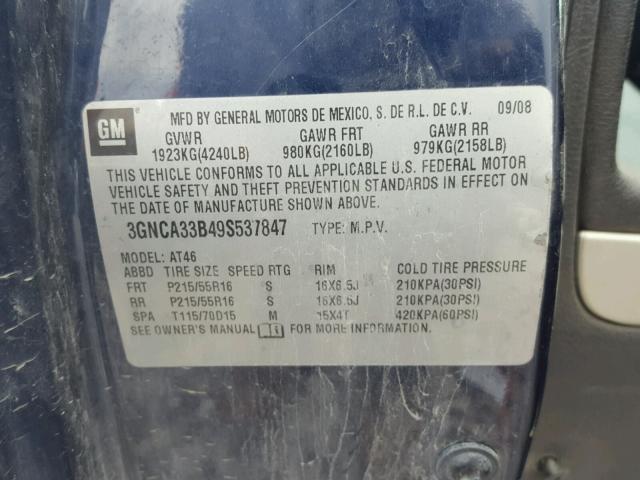 GM
MFD BY GENERAL MOTORS DE MEXICO, S. DE R.L. DE C.V. 09/08
GVWR GAWR FRT GAWR RR
1923KG(4240LB) 980KG(2160LB) 979KG(2158LB)
THIS VEHICLE CONFORMS TO ALL APPLICABLE U.S. FEDERAL MOTOR
VEHICLE SAFETY AND THEFT PREVENTION STANDARDS IN EFFECT ON
THE DATE OF MANUFACTURE SHOWN ABOVE.
3GNCA33B49S537847 TYPE: M.P.V.
MODEL: AT46
ABBD TIRE SIZE SPEED RTG RIM COLD TIRE PRESSURE
FRT P215/55R16 S 16X6.5J 210KPA(30PSI)
RR P215/55R16 S 16X6.5J 210KPA(30PSI)
SPA T115/70D15 M 15X4T 420KPA(60PSI)
SEE OWNER'S MANUAL FOR MORE INFORMATION.